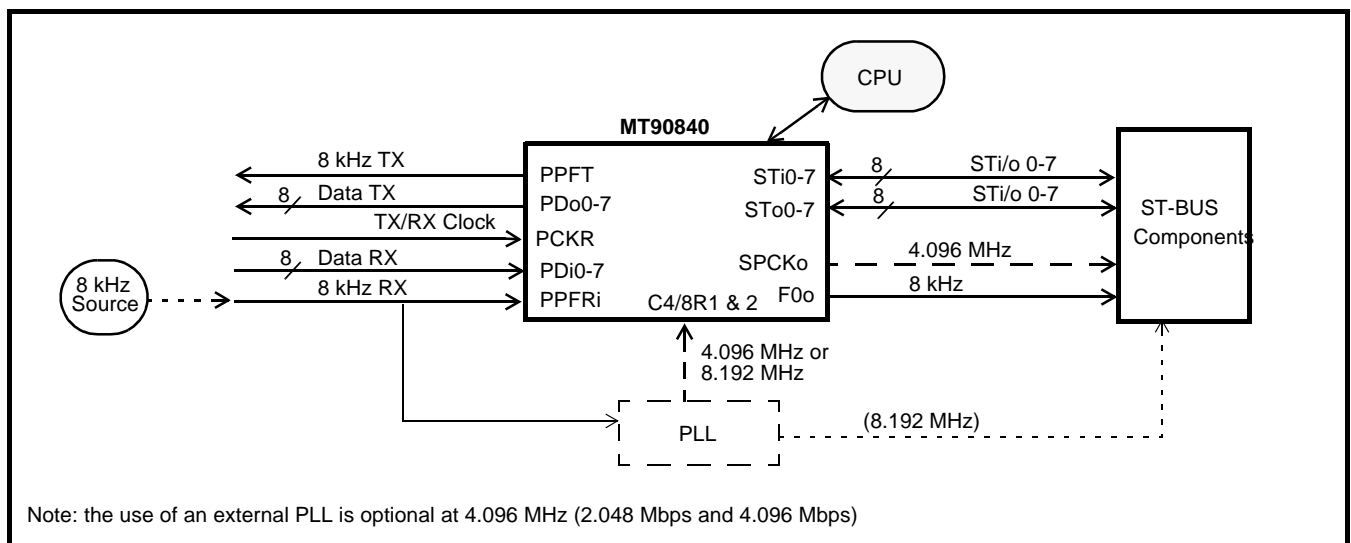 CPU
MT90840
8 kHz TX
PPFT
8
Data TX
PDo0-7
TX/RX Clock
PCKR
8
Data RX
PDi0-7
8 kHz
Source
8 kHz RX
PPFRi
STi0-7
8
STi/o 0-7
STo0-7
8
STi/o 0-7
SPCKo
4.096 MHz
F0o
8 kHz
C4/8R1 & 2
ST-BUS
Components
4.096 MHz or
8.192 MHz
PLL
(8.192 MHz)
Note: the use of an external PLL is optional at 4.096 MHz (2.048 Mbps and 4.096 Mbps)